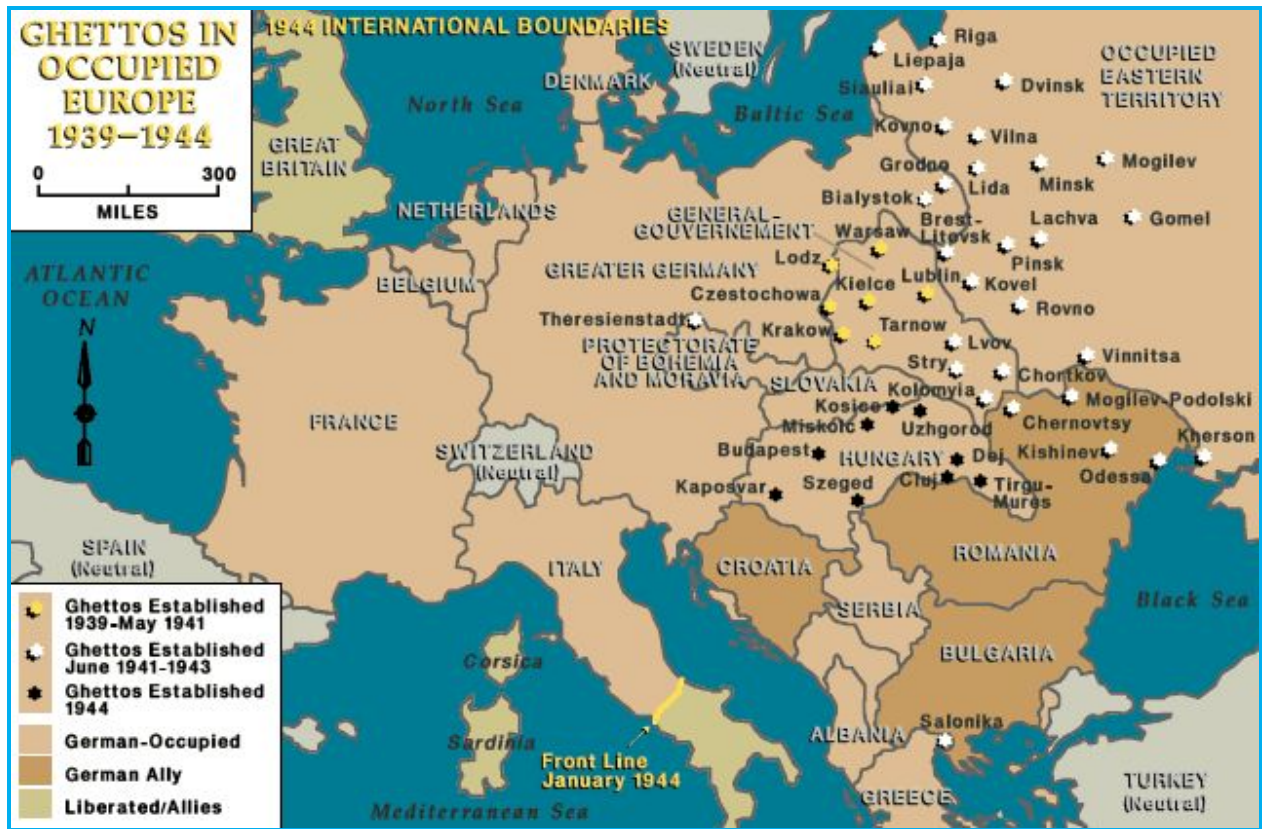 GHETTOS IN
OCCUPIED
EUROPE
1939–1944
0 300
MILES
1944 INTERNATIONAL BOUNDARIES
SWEDEN
(Neutral)
DENMARK
North Sea
Baltic Sea
GREAT
BRITAIN
NETHERLANDS
BELGIUM
ATLANTIC
OCEAN
N
GREATER GERMANY
GENERAL-
GOUVERNEMENT
OCCUPIED
EASTERN
TERRITORY
Riga
Liepaja
Siauliai
Dvinsk
Kovno
Vilna
Grodno
Lida
Minsk
Mogilev
Bialystok
Brest-
Litovsk
Lachva
Gomel
Pinsk
Warsaw
Lodz
Lublin
Kovel
Kielce
Czestochowa
Rovno
Theresienstadt
Krakow
Tarnow
Lvov
PROTECTORATE
OF BOHEMIA
AND MORAVIA
Stry
Chortkov
Vinnitsa
SLOVAKIA
Kolomyia
Mogilev-Podolski
Kosice
Miskolc
Uzhgorod
Chernovtsy
Kherson
FRANCE
SWITZERLAND
(Neutral)
Budapest
HUNGARY
Dej
Kishinev
Odessa
Kaposvar
Szeged
Cluj
Tirgu-
Mures
SPAIN
(Neutral)
ITALY
CROATIA
ROMANIA
SERBIA
Black Sea
BULGARIA
Corsica
Sardinia
ALBANIA
Salonika
Front Line
January 1944
GREECE
TURKEY
(Neutral)
Mediterranean Sea
Ghettos Established
1939-May 1941
Ghettos Established
June 1941-1943
Ghettos Established
1944
German-Occupied
German Ally
Liberated/Allies